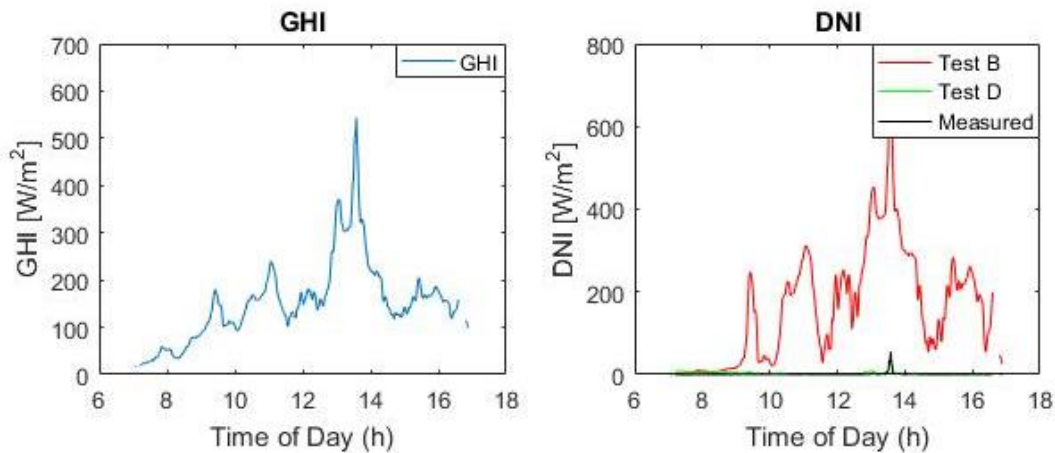 GHI
700
600
500
400
300
200
100
0
GHI [W/m²]
6 8 10 12 14 16 18
Time of Day (h)
GHI
DNI
800
600
400
200
0
DNI [W/m²]
6 8 10 12 14 16 18
Time of Day (h)
Test B
Test D
Measured